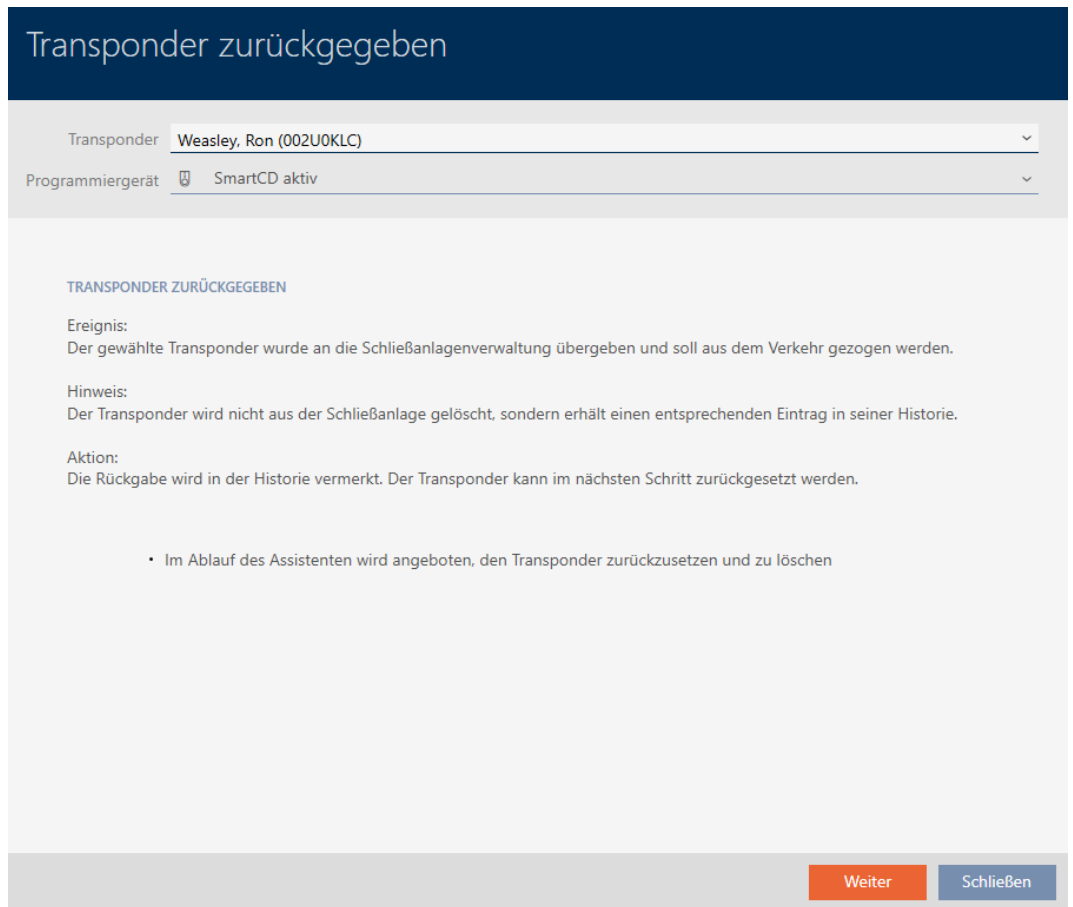 Transponder zurückgegeben
Transponder Weasley, Ron (002U0KLC)
Programmiergerät SmartCD aktiv
TRANSPONDER ZURÜCKGEGEBEN
Ereignis:
Der gewählte Transponder wurde an die Schließanlagenverwaltung übergeben und soll aus dem Verkehr gezogen werden.
Hinweis:
Der Transponder wird nicht aus der Schließanlage gelöscht, sondern erhält einen entsprechenden Eintrag in seiner Historie.
Aktion:
Die Rückgabe wird in der Historie vermerkt. Der Transponder kann im nächsten Schritt zurückgesetzt werden.
• Im Ablauf des Assistenten wird angeboten, den Transponder zurückzusetzen und zu löschen
Weiter Schließen